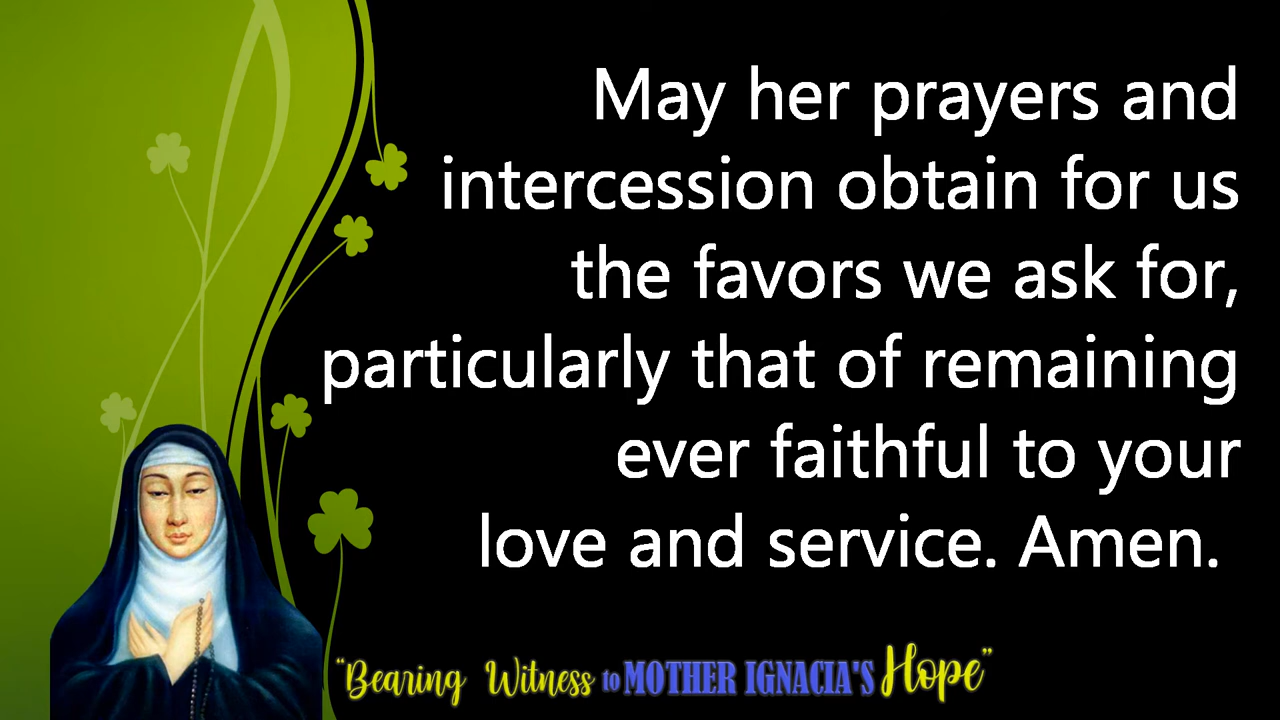 May her prayers and
intercession obtain for us
the favors we ask for,
particularly that of remaining
ever faithful to your
love and service. Amen.
"Bearing Witness to MOTHER IGNACIA'S Hope"